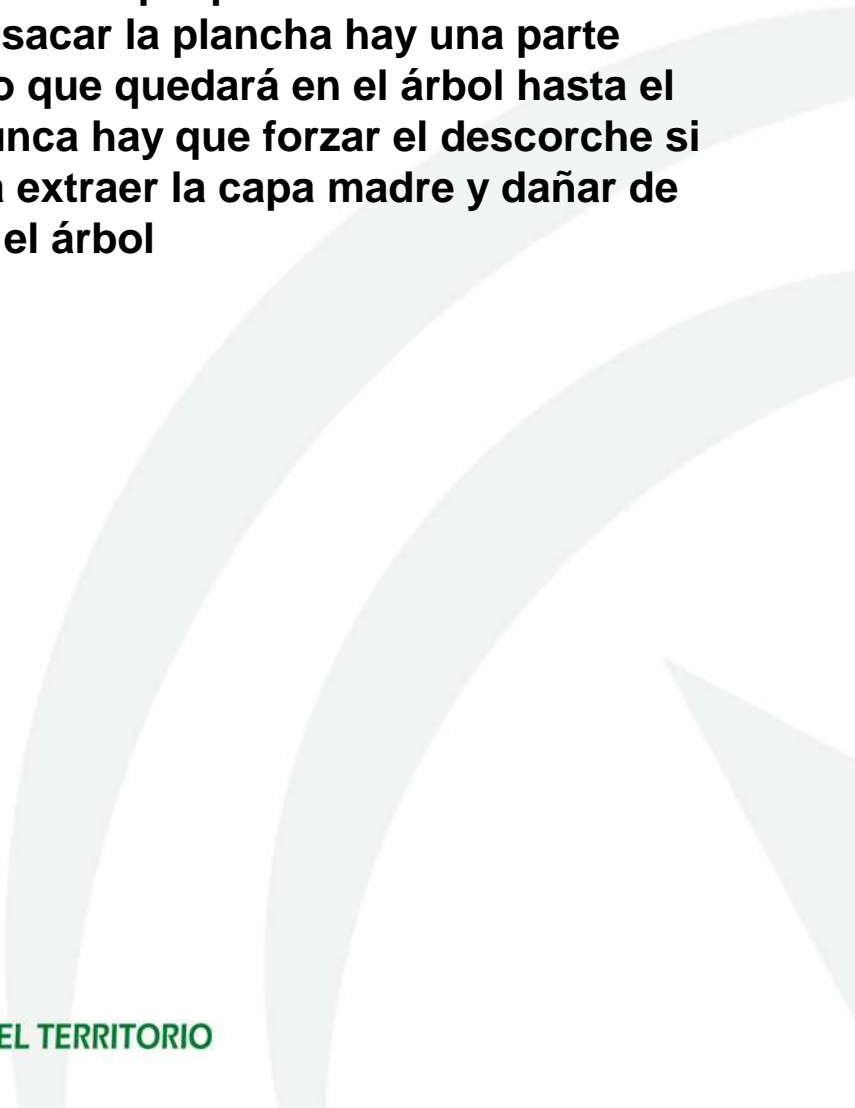 sacar la plancha hay una parte
que quedará en el árbol hasta el
hay que forzar el descorche si
extraer la capa madre y dañar de
el árbol
EL TERRITORIO